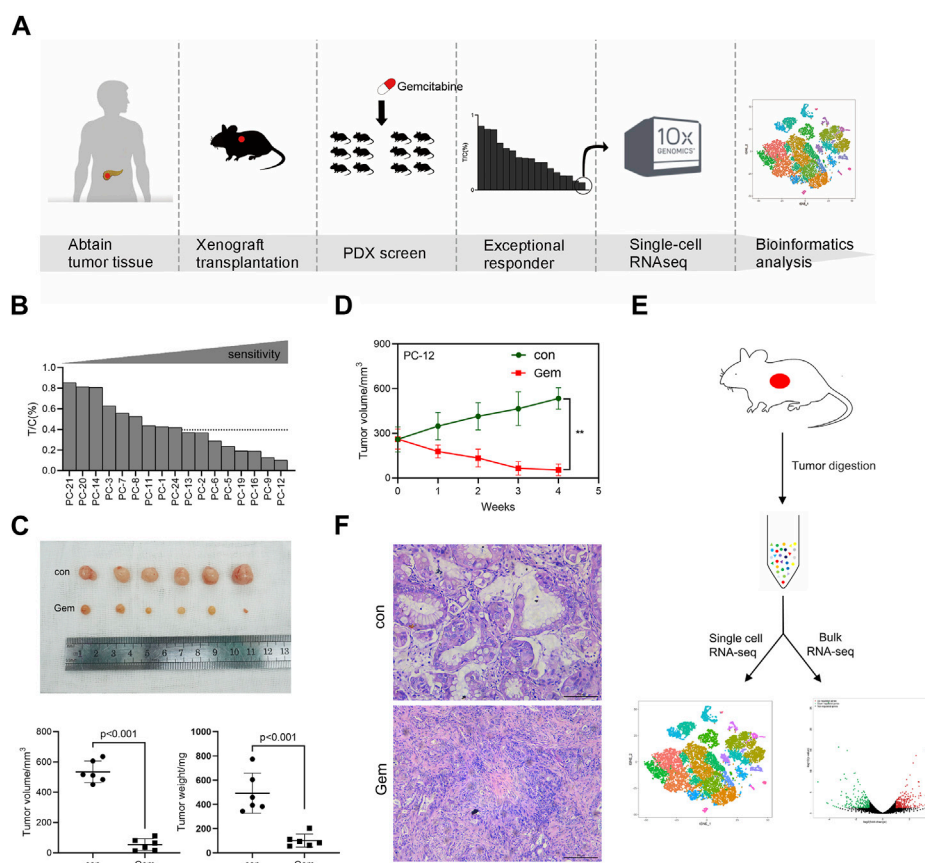 A
Gemcitabine
1
T/C(%)
0
10x
GENOMICS
Abtain
tumor tissue
Xenograft
transplantation
PDX screen
Exceptional
responder
Single-cell
RNAseq
Bioinformatics
analysis
B
sensitivity
T/C(%)
1.0
0.8
0.6
0.4
0.2
0.0
PC-21
PC-20
PC-14
PC-3
PC-7
PC-8
PC-11
PC-1
PC-24
PC-13
PC-2
PC-6
PC-5
PC-19
PC-16
PC-9
PC-12
D
PC-12
con
Gem
Tumor volume/mm³
900
600
300
0
**
0 1 2 3 4 5
Weeks
E
Tumor digestion
Single cell
RNA-seq
Bulk
RNA-seq
C
con
Gem
1 2 3 4 5 6 7 8 9 10 11 12 13
p<0.001
Tumor volume/mm³
800
600
400
200
0
con Gem
p<0.001
Tumor weight/mg
1000
800
600
400
200
0
con Gem
F
con
Gem